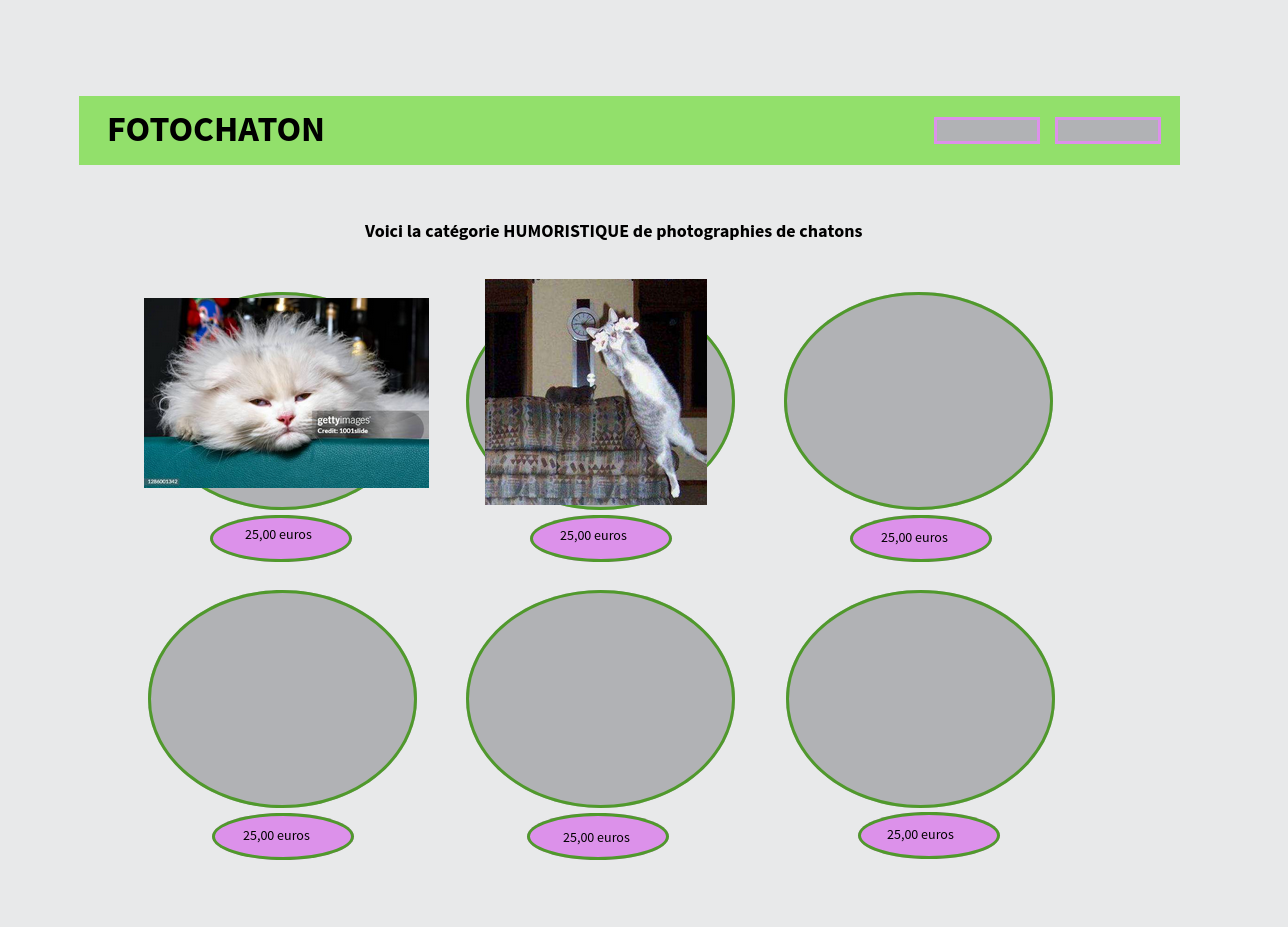 FOTOCHATON
Voici la catégorie HUMORISTIQUE de photographies de chatons
gettyimages®
Credit: 1001slide
1286001342
25,00 euros
25,00 euros
25,00 euros
25,00 euros
25,00 euros
25,00 euros